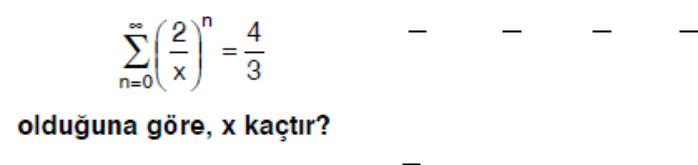 ∑_{n=0}^{∞} (2/x)^n = 4/3
olduğuna göre, x kaçtır?